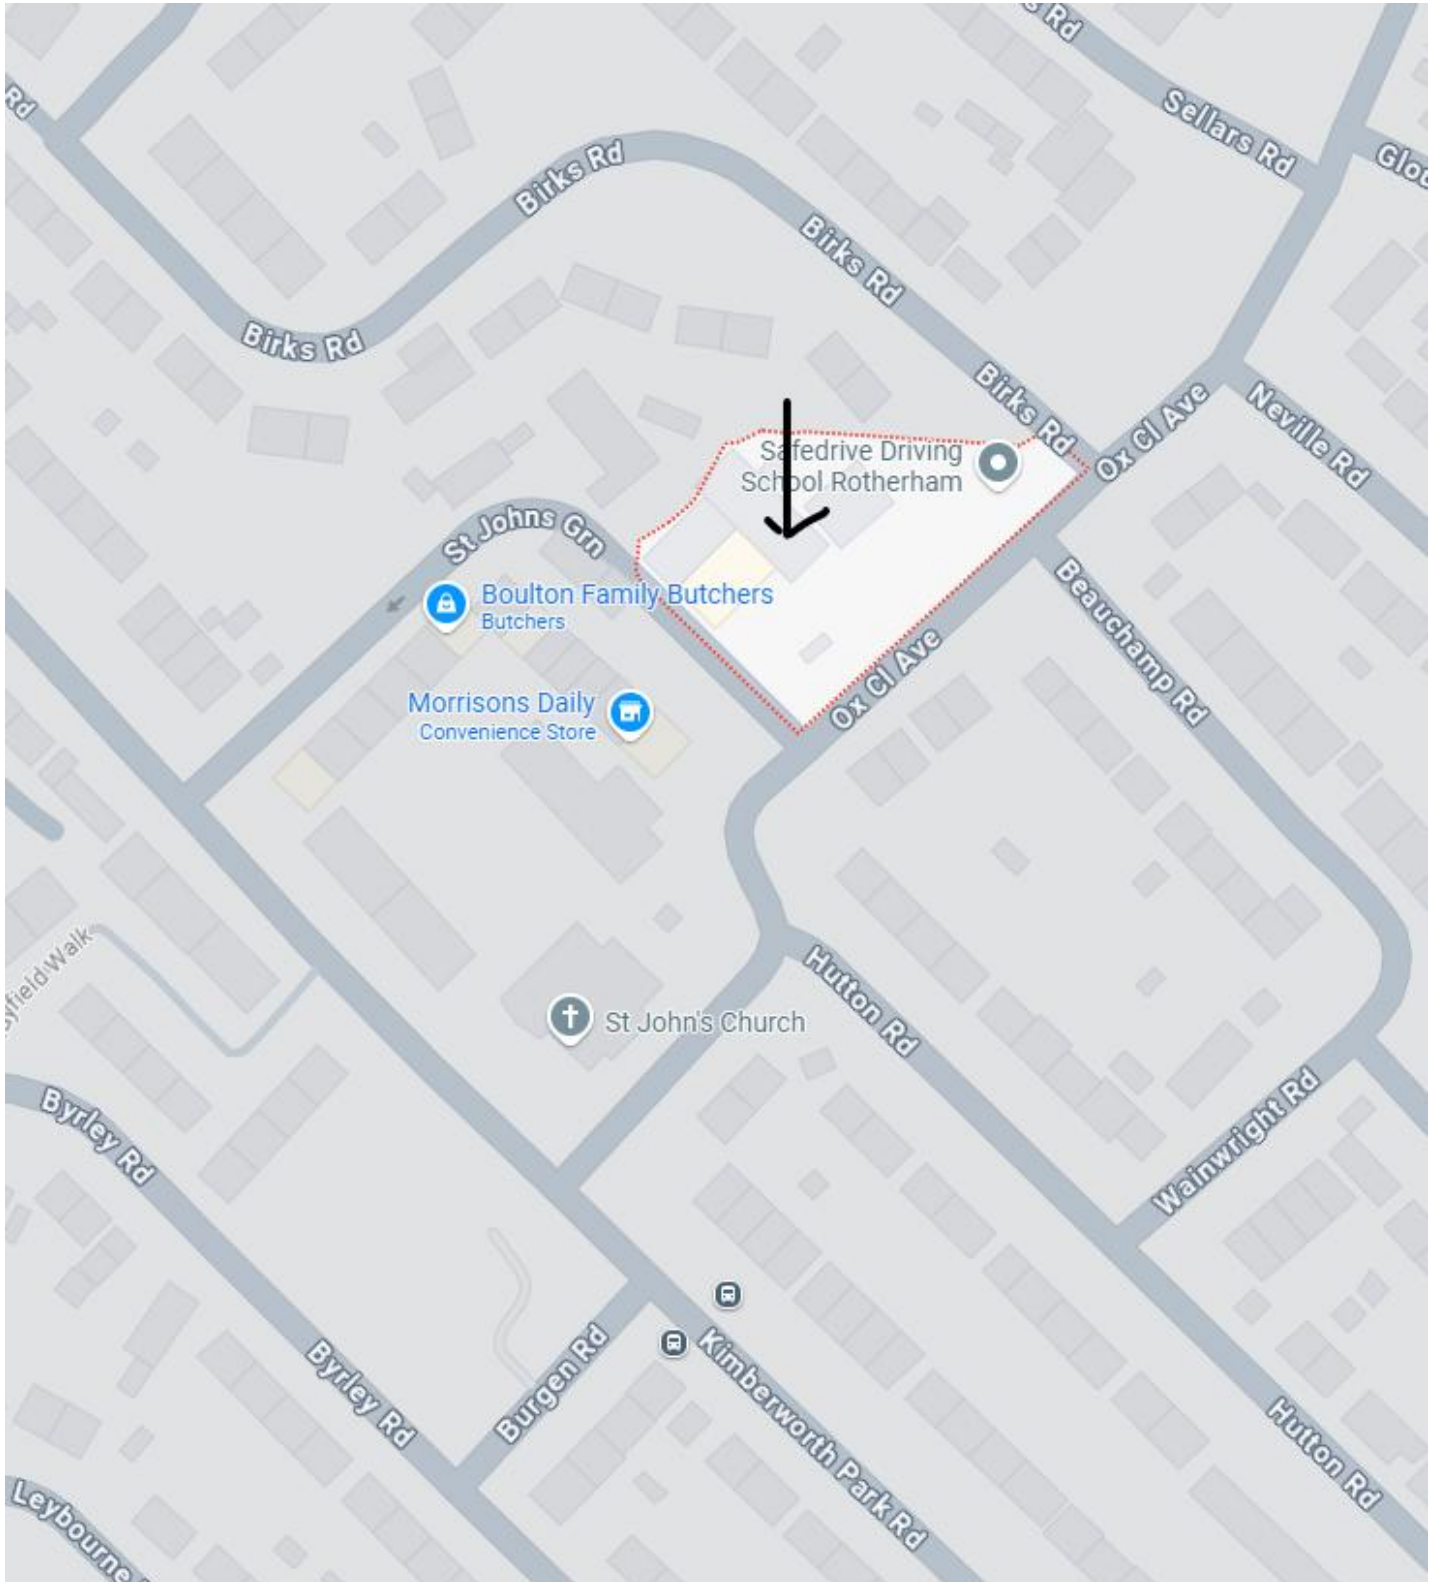 s Rd
Sellars Rd
Rd
Birks Rd
Birks Rd
Birks Rd
Birks Rd
Ox Cl Ave
Neville Rd
Safedrive Driving
School Rotherham
St Johns Grn
Boulton Family Butchers
Butchers
Beauchamp Rd
Ox Cl Ave
Morrisons Daily
Convenience Store
Hutton Rd
St John's Church
Byrley Rd
Wainwright Rd
Burgen Rd
Byrley Rd
Kimberworth Park Rd
Hutton Rd
Leybourne